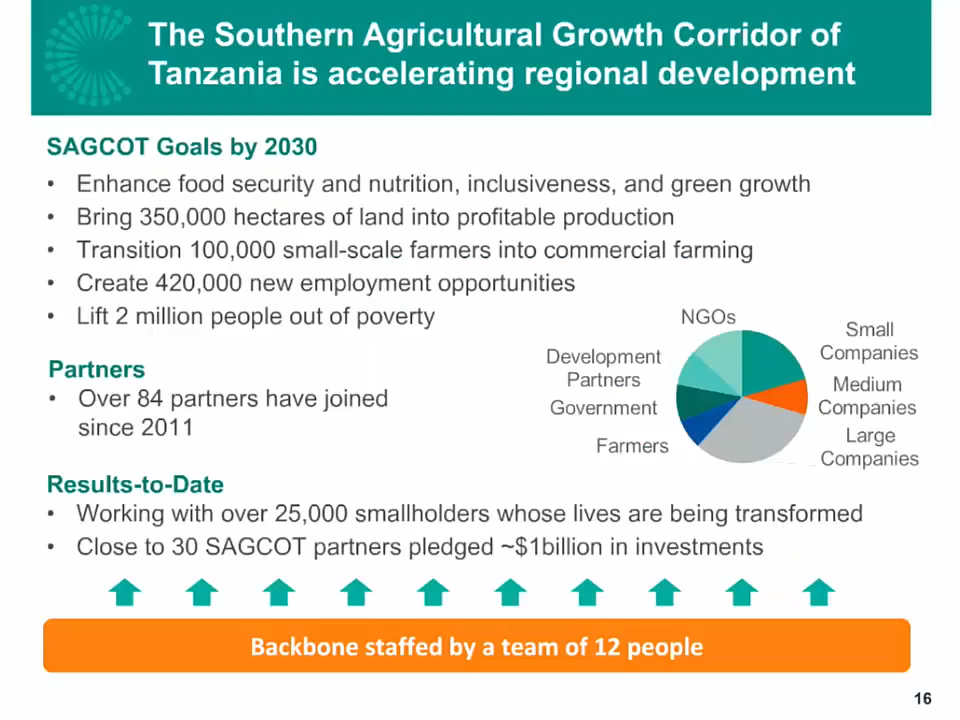 The Southern Agricultural Growth Corridor of
Tanzania is accelerating regional development
SAGCOT Goals by 2030
• Enhance food security and nutrition, inclusiveness, and green growth
• Bring 350,000 hectares of land into profitable production
• Transition 100,000 small-scale farmers into commercial farming
• Create 420,000 new employment opportunities
• Lift 2 million people out of poverty
Partners
• Over 84 partners have joined
since 2011
NGOs
Small
Companies
Development
Partners
Medium
Companies
Government
Large
Companies
Farmers
Results-to-Date
• Working with over 25,000 smallholders whose lives are being transformed
• Close to 30 SAGCOT partners pledged ~$1billion in investments
Backbone staffed by a team of 12 people
16